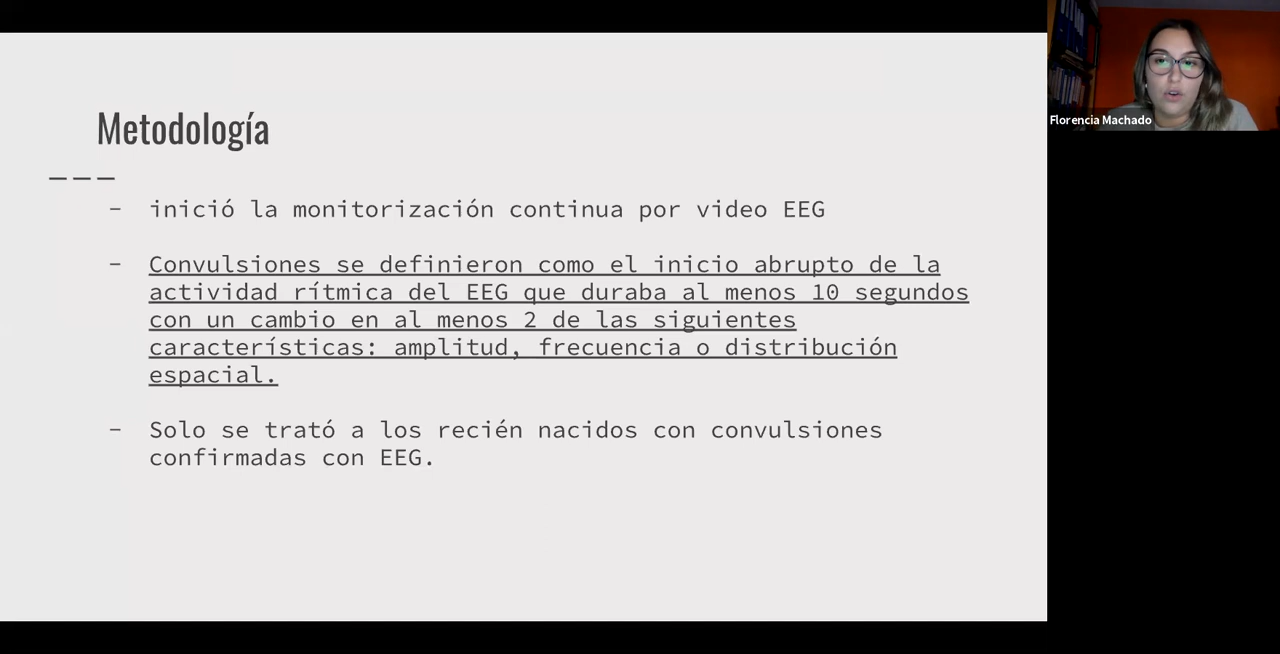 Metodología
– inició la monitorización continua por video EEG
– Convulsiones se definieron como el inicio abrupto de la
actividad rítmica del EEG que duraba al menos 10 segundos
con un cambio en al menos 2 de las siguientes
características: amplitud, frecuencia o distribución
espacial.
– Solo se trató a los recién nacidos con convulsiones
confirmadas con EEG.
Florencia Machado